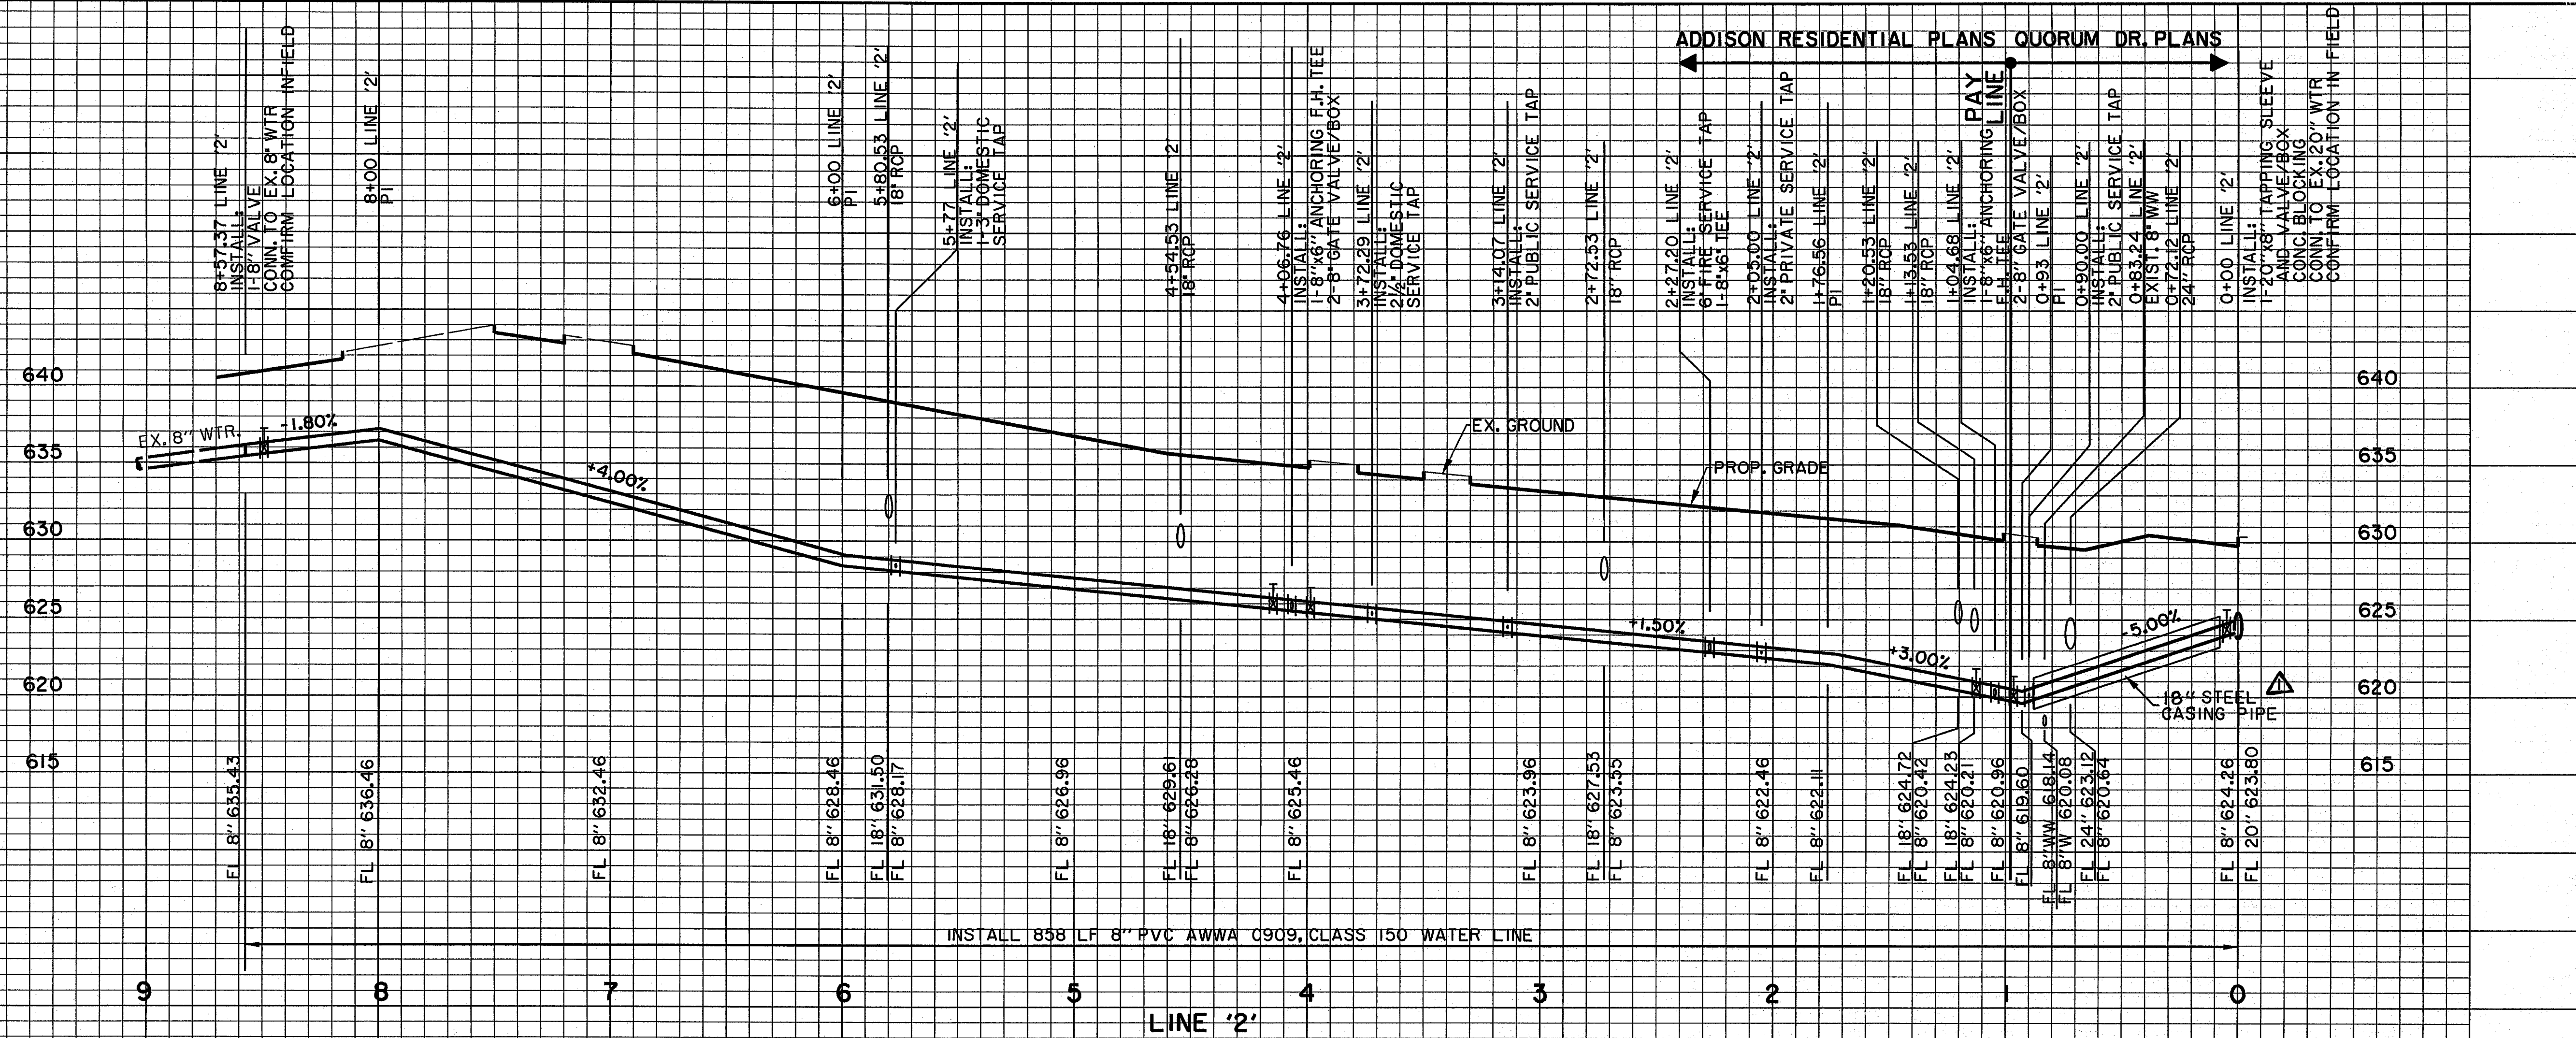 ADDISON RESIDENTIAL PLANS QUORUM DR. PLANS
PAY
LINE
8+57.37 LINE '2'
INSTALL:
1-8" VALVE
CONN. TO EX. 8" WTR
COMFIRM LOCATION INFIELD
8+00 LINE '2'
PI
6+00 LINE '2'
PI
5+80.53 LINE '2'
18" RCP
5+77 LINE '2'
INSTALL:
1-3" DOMESTIC
SERVICE TAP
4+54.53 LINE '2'
18" RCP
4+06.76 LINE '2'
INSTALL:
1-8"x6" ANCHORING F.H. TEE
2-8" GATE VALVE/BOX
3+72.29 LINE '2'
INSTALL:
2½" DOMESTIC
SERVICE TAP
3+14.07 LINE '2'
INSTALL:
2" PUBLIC SERVICE TAP
2+72.53 LINE '2'
18" RCP
2+27.20 LINE '2'
INSTALL:
6" FIRE SERVICE TAP
1-8"x6" TEE
2+05.00 LINE '2'
INSTALL:
2" PRIVATE SERVICE TAP
1+76.56 LINE '2'
PI
1+20.53 LINE '2'
18" RCP
1+13.53 LINE '2'
18" RCP
1+04.68 LINE '2'
INSTALL:
1-8"x6" ANCHORING
F.H. TEE
2-8" GATE VALVE/BOX
0+93 LINE '2'
PI
0+90.00 LINE '2'
INSTALL:
2" PUBLIC SERVICE TAP
0+83.24 LINE '2'
EXIST. 8" WW
0+72.12 LINE '2'
24" RCP
0+00 LINE '2'
INSTALL:
1-20"x8" TAPPING SLEEVE
AND VALVE/BOX
CONC. BLOCKING
CONN. TO EX. 20" WTR
CONFIRM LOCATION IN FIELD
640
640
635
635
630
630
625
625
620
620
615
615
EX. 8" WTR.
-1.80%
+4.00%
EX. GROUND
PROP. GRADE
+1.50%
+3.00%
-5.00%
18" STEEL
CASING PIPE
1
FL 8" 635.43
FL 8" 636.46
FL 8" 632.46
FL 8" 628.46
FL 18" 631.50
FL 8" 628.17
FL 8" 626.96
FL 18" 629.61
FL 8" 626.28
FL 8" 625.46
FL 8" 623.96
FL 18" 627.53
FL 8" 623.55
FL 8" 622.46
FL 8" 622.11
FL 18" 624.72
FL 8" 620.42
FL 18" 624.23
FL 8" 620.21
FL 8" 620.96
FL 8" 619.60
FL 8"WW 618.14
FL 8"W 620.08
FL 24" 623.12
FL 8" 620.64
FL 8" 624.26
FL 20" 623.80
INSTALL 858 LF 8" PVC AWWA C909, CLASS 150 WATER LINE
9 8 7 6 5 4 3 2 1 0
LINE '2'